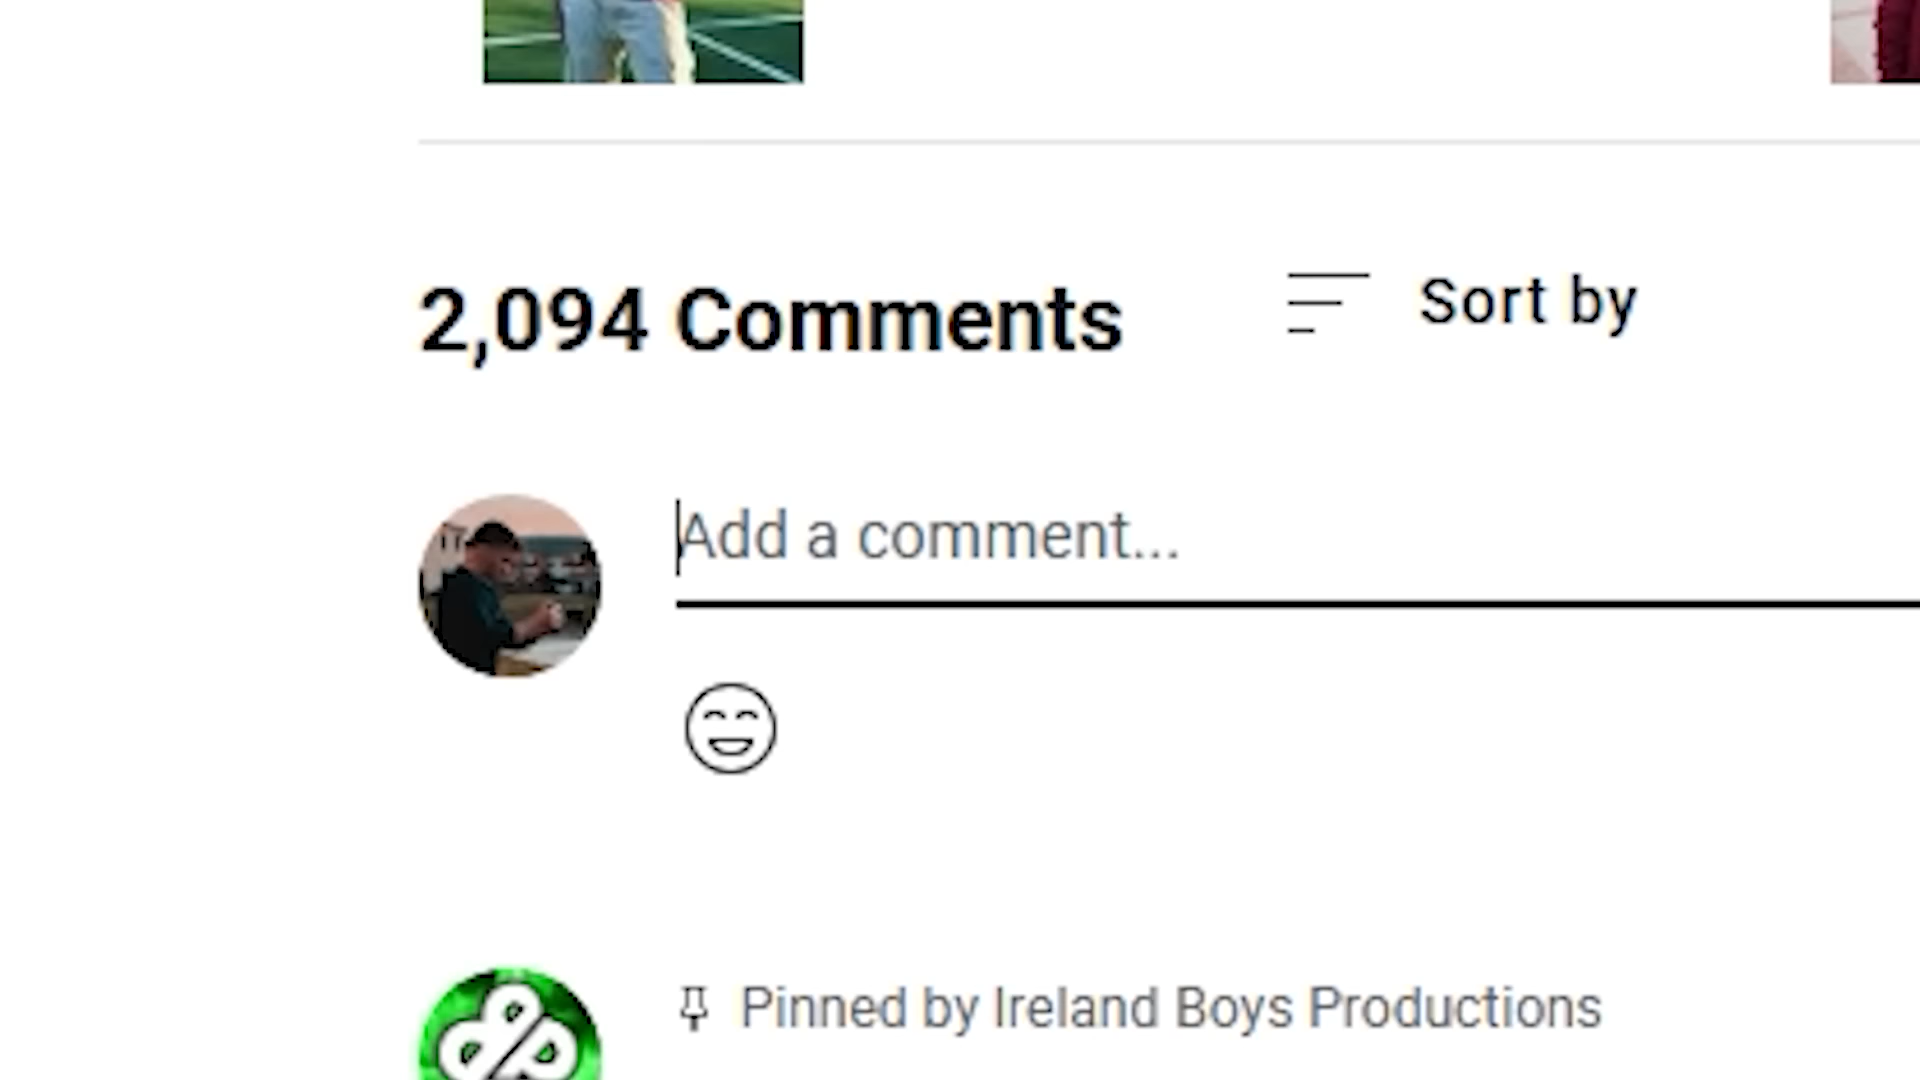 2,094 Comments
Sort by
Add a comment...
Pinned by Ireland Boys Productions